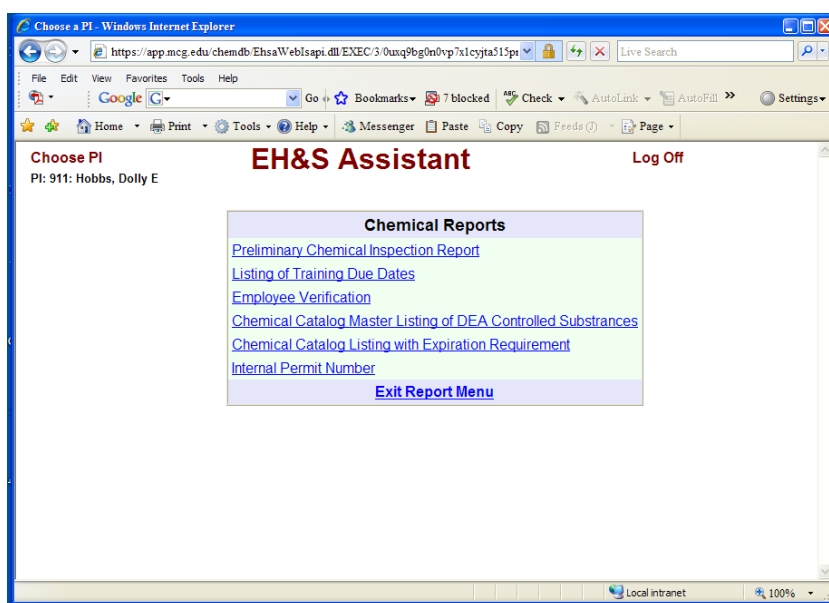 Choose a PI - Windows Internet Explorer
https://app.mcg.edu/chemdb/EhsaWebIsapi.dll/EXEC/3/0uxq9bg0n0vp7x1cyjta515pr
Live Search
File Edit View Favorites Tools Help
Google G Go Bookmarks 7 blocked ABC Check AutoLink AutoFill » Settings
Home Print Tools Help Messenger Paste Copy Feeds (J) Page
Choose PI EH&S Assistant Log Off
PI: 911: Hobbs, Dolly E
Chemical Reports
Preliminary Chemical Inspection Report
Listing of Training Due Dates
Employee Verification
Chemical Catalog Master Listing of DEA Controlled Substrances
Chemical Catalog Listing with Expiration Requirement
Internal Permit Number
Exit Report Menu
Local intranet 100%